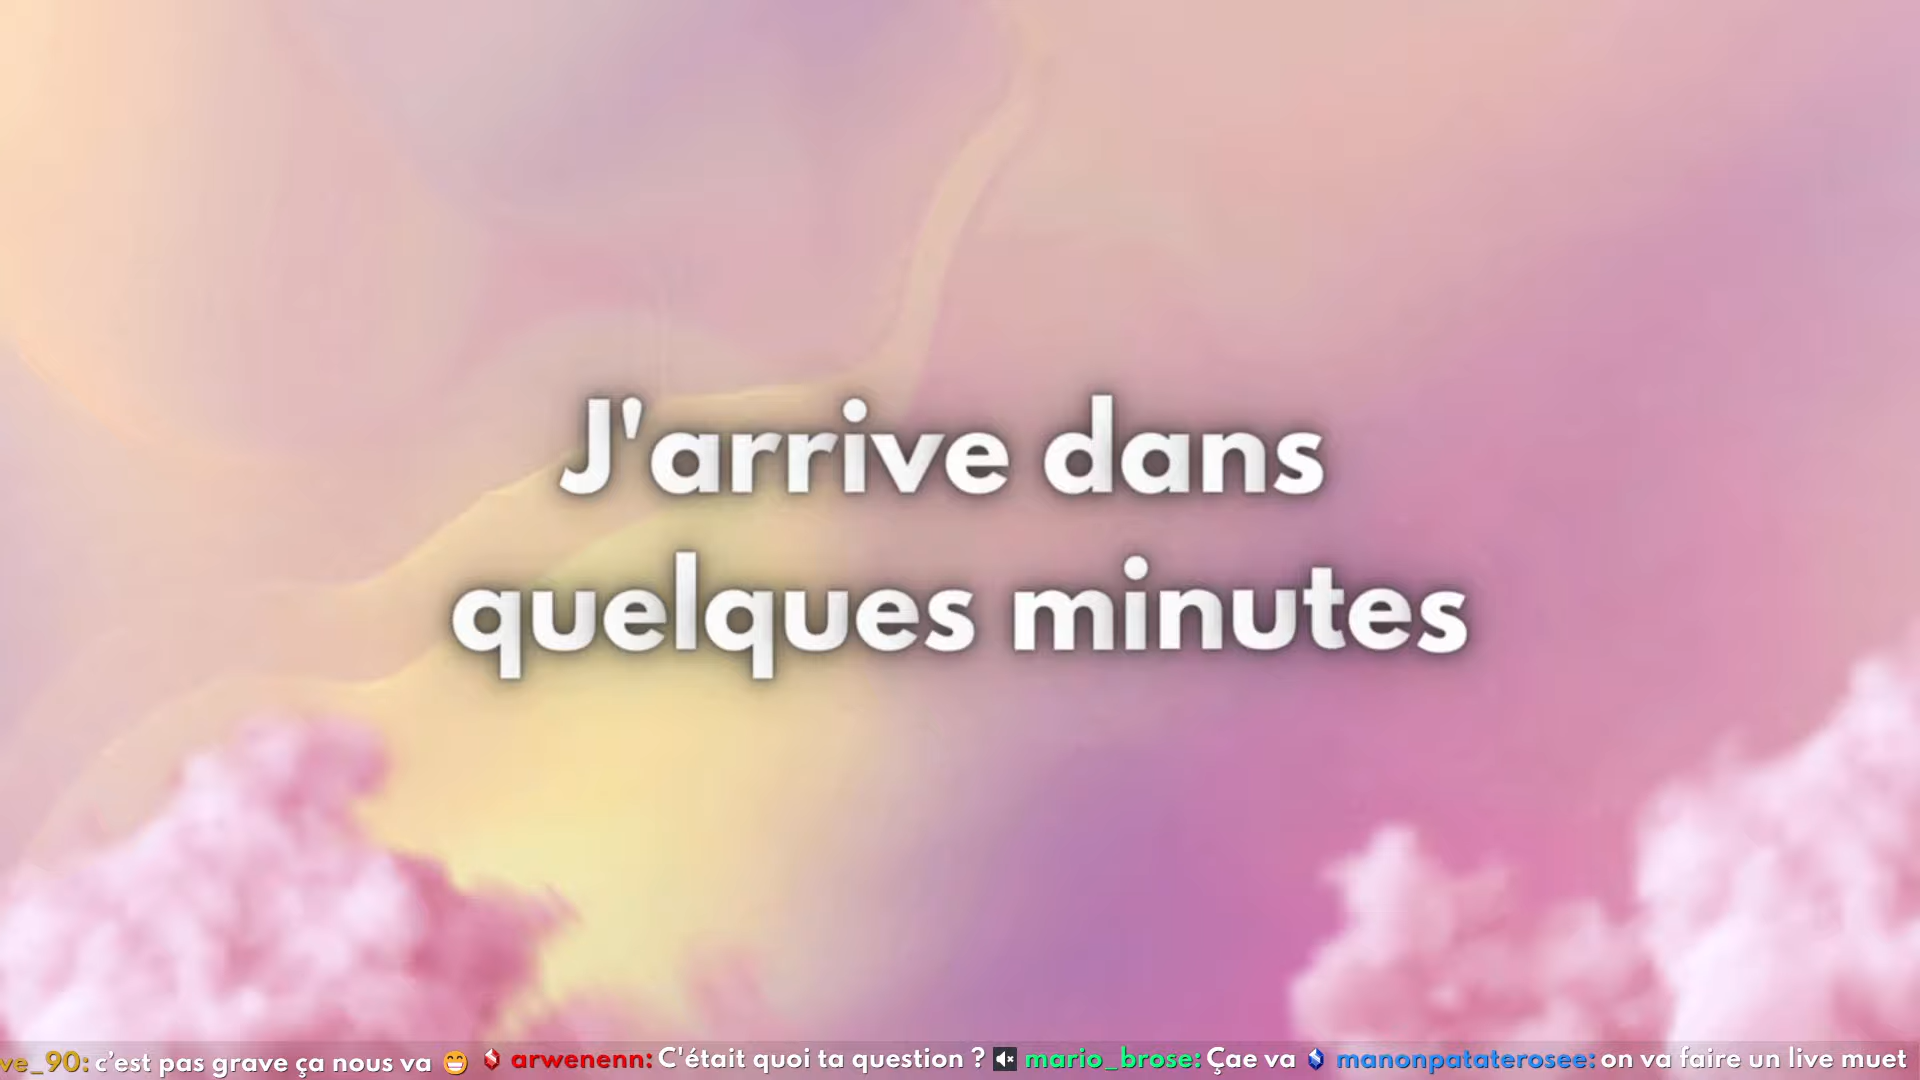 J'arrive dans
quelques minutes
ve_90: c'est pas grave ça nous va 😁 arwenenn: C'était quoi ta question ? mario_brose: Çae va manonpataterosee: on va faire un live muet